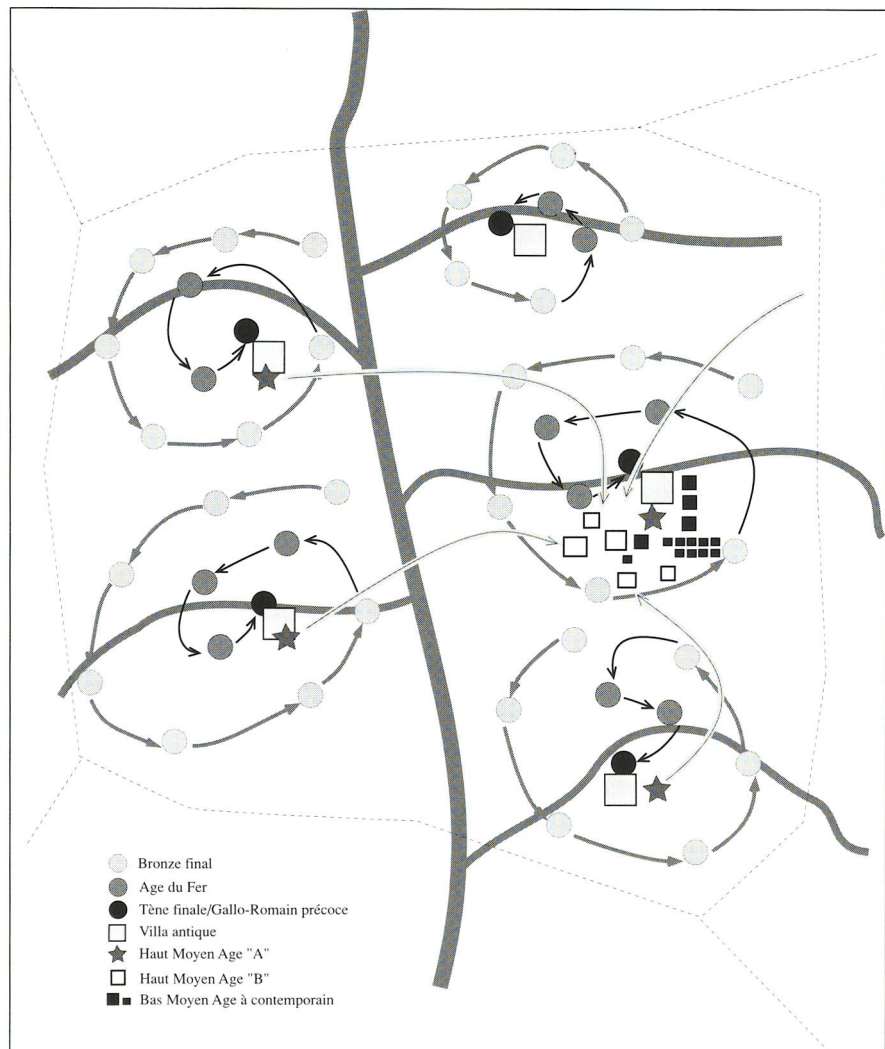 Bronze final
Age du Fer
Tène finale/Gallo-Romain précoce
Villa antique
Haut Moyen Age "A"
Haut Moyen Age "B"
Bas Moyen Age à contemporain